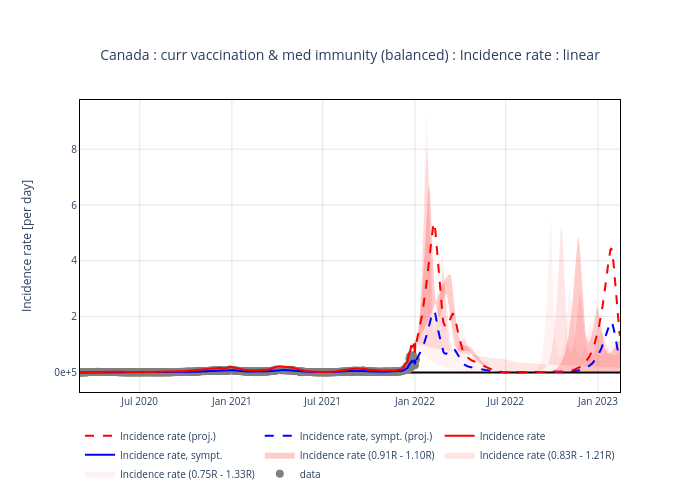 Canada : curr vaccination & med immunity (balanced) : Incidence rate : linear
Incidence rate [per day]
8
6
4
2
0e+5
Jul 2020
Jan 2021
Jul 2021
Jan 2022
Jul 2022
Jan 2023
Incidence rate (proj.)
Incidence rate, sympt. (proj.)
Incidence rate
Incidence rate, sympt.
Incidence rate (0.91R - 1.10R)
Incidence rate (0.83R - 1.21R)
Incidence rate (0.75R - 1.33R)
data